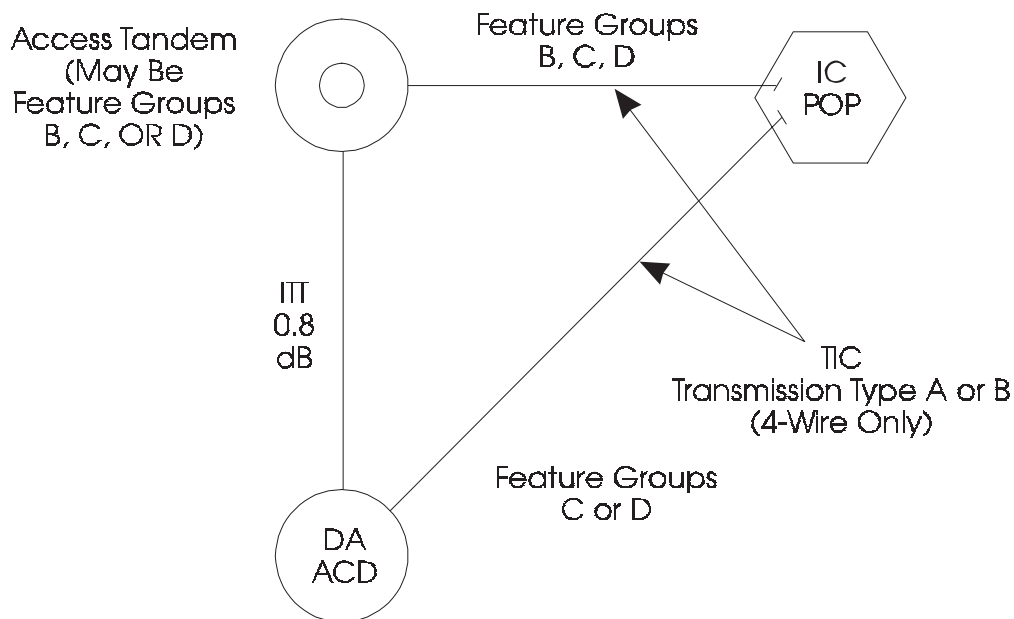 Access Tandem
(May Be
Feature Groups
B, C, OR D)
Feature Groups
B, C, D
IC
POP
ITT
0.8
dB
TIC
Transmission Type A or B
(4-Wire Only)
Feature Groups
C or D
DA
ACD